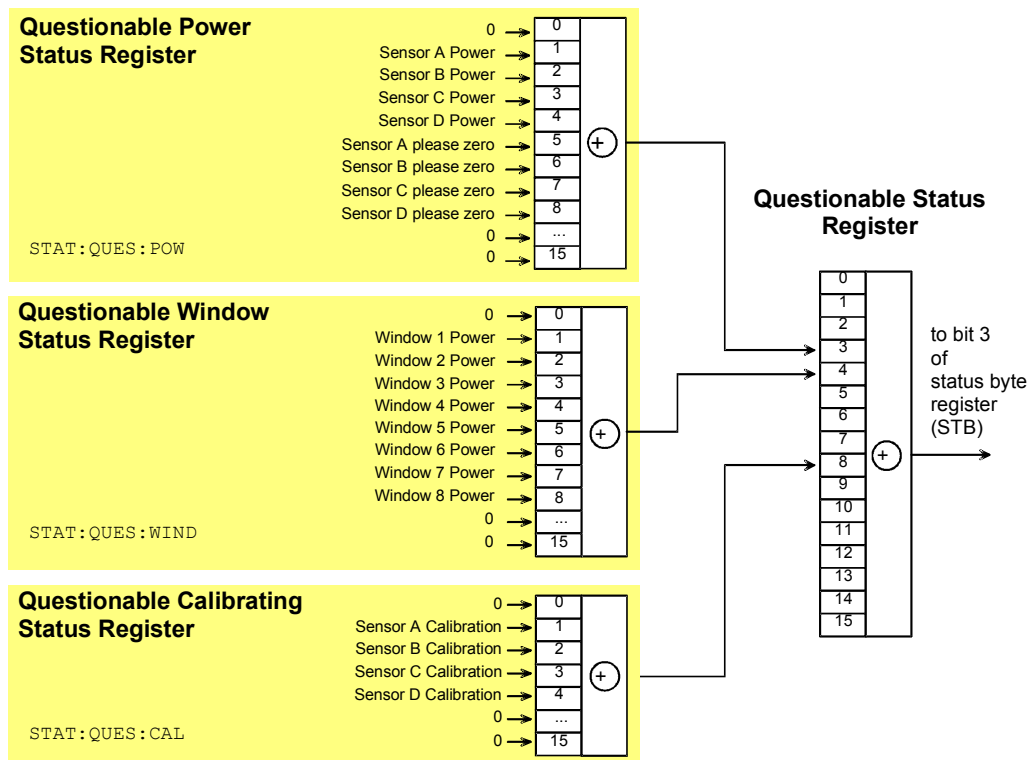 Questionable Power
Status Register
0 0
Sensor A Power 1
Sensor B Power 2
Sensor C Power 3
Sensor D Power 4
Sensor A please zero 5
Sensor B please zero 6
Sensor C please zero 7
Sensor D please zero 8
0 ...
0 15
+
STAT:QUES:POW
Questionable Window
Status Register
0 0
Window 1 Power 1
Window 2 Power 2
Window 3 Power 3
Window 4 Power 4
Window 5 Power 5
Window 6 Power 6
Window 7 Power 7
Window 8 Power 8
0 ...
0 15
+
STAT:QUES:WIND
Questionable Calibrating
Status Register
0 0
Sensor A Calibration 1
Sensor B Calibration 2
Sensor C Calibration 3
Sensor D Calibration 4
0 ...
0 15
+
STAT:QUES:CAL
Questionable Status
Register
0
1
2
3
4
5
6
7
8
9
10
11
12
13
14
15
+
to bit 3
of
status byte
register
(STB)